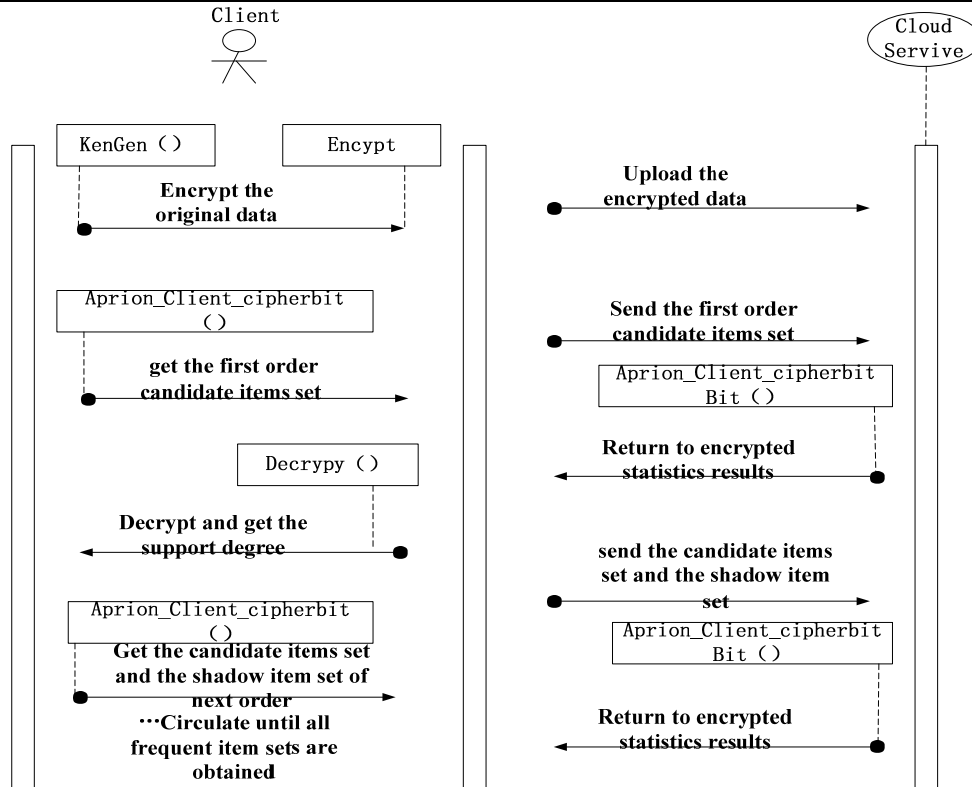 Client
Cloud
Servive
KenGen（）
Encypt
Encrypt the
original data
Upload the
encrypted data
Aprion_Client_cipherbit
（）
get the first order
candidate items set
Send the first order
candidate items set
Aprion_Client_cipherbit
Bit（）
Return to encrypted
statistics results
Decrypy（）
Decrypt and get the
support degree
send the candidate items
set and the shadow item
set
Aprion_Client_cipherbit
（）
Get the candidate items set
and the shadow item set of
next order
Aprion_Client_cipherbit
Bit（）
Return to encrypted
statistics results
···Circulate until all
frequent item sets are
obtained